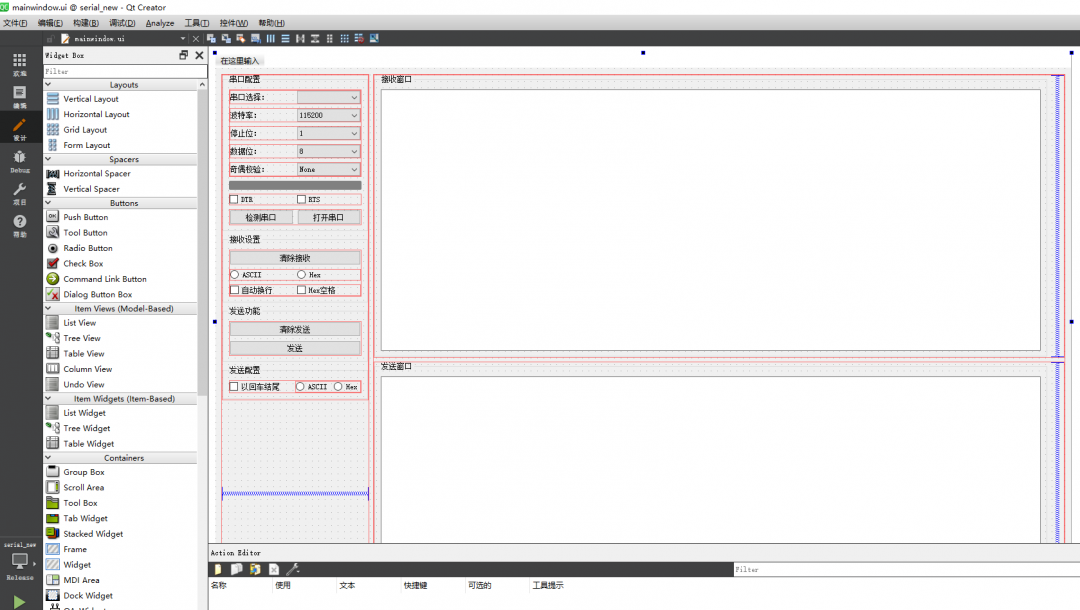 mainwindow.ui @ serial_new - Qt Creator
文件(F) 编辑(E) 构建(B) 调试(D) Analyze 工具(T) 控件(W) 帮助(H)
mainwindow.ui
欢迎
编辑
设计
Debug
项目
帮助
serial_new
Release
Widget Box
Filter
Layouts
Vertical Layout
Horizontal Layout
Grid Layout
Form Layout
Spacers
Horizontal Spacer
Vertical Spacer
Buttons
Push Button
Tool Button
Radio Button
Check Box
Command Link Button
Dialog Button Box
Item Views (Model-Based)
List View
Tree View
Table View
Column View
Undo View
Item Widgets (Item-Based)
List Widget
Tree Widget
Table Widget
Containers
Group Box
Scroll Area
Tool Box
Tab Widget
Stacked Widget
Frame
Widget
MDI Area
Dock Widget
在这里输入
串口配置
串口选择:
波特率: 115200
停止位: 1
数据位: 8
奇偶校验: None
DTR RTS
检测串口 打开串口
接收设置
清除接收
ASCII Hex
自动换行 Hex空格
发送功能
清除发送
发送
发送配置
以回车结尾 ASCII Hex
接收窗口
发送窗口
Action Editor
Filter
名称 使用 文本 快捷键 可选的 工具提示